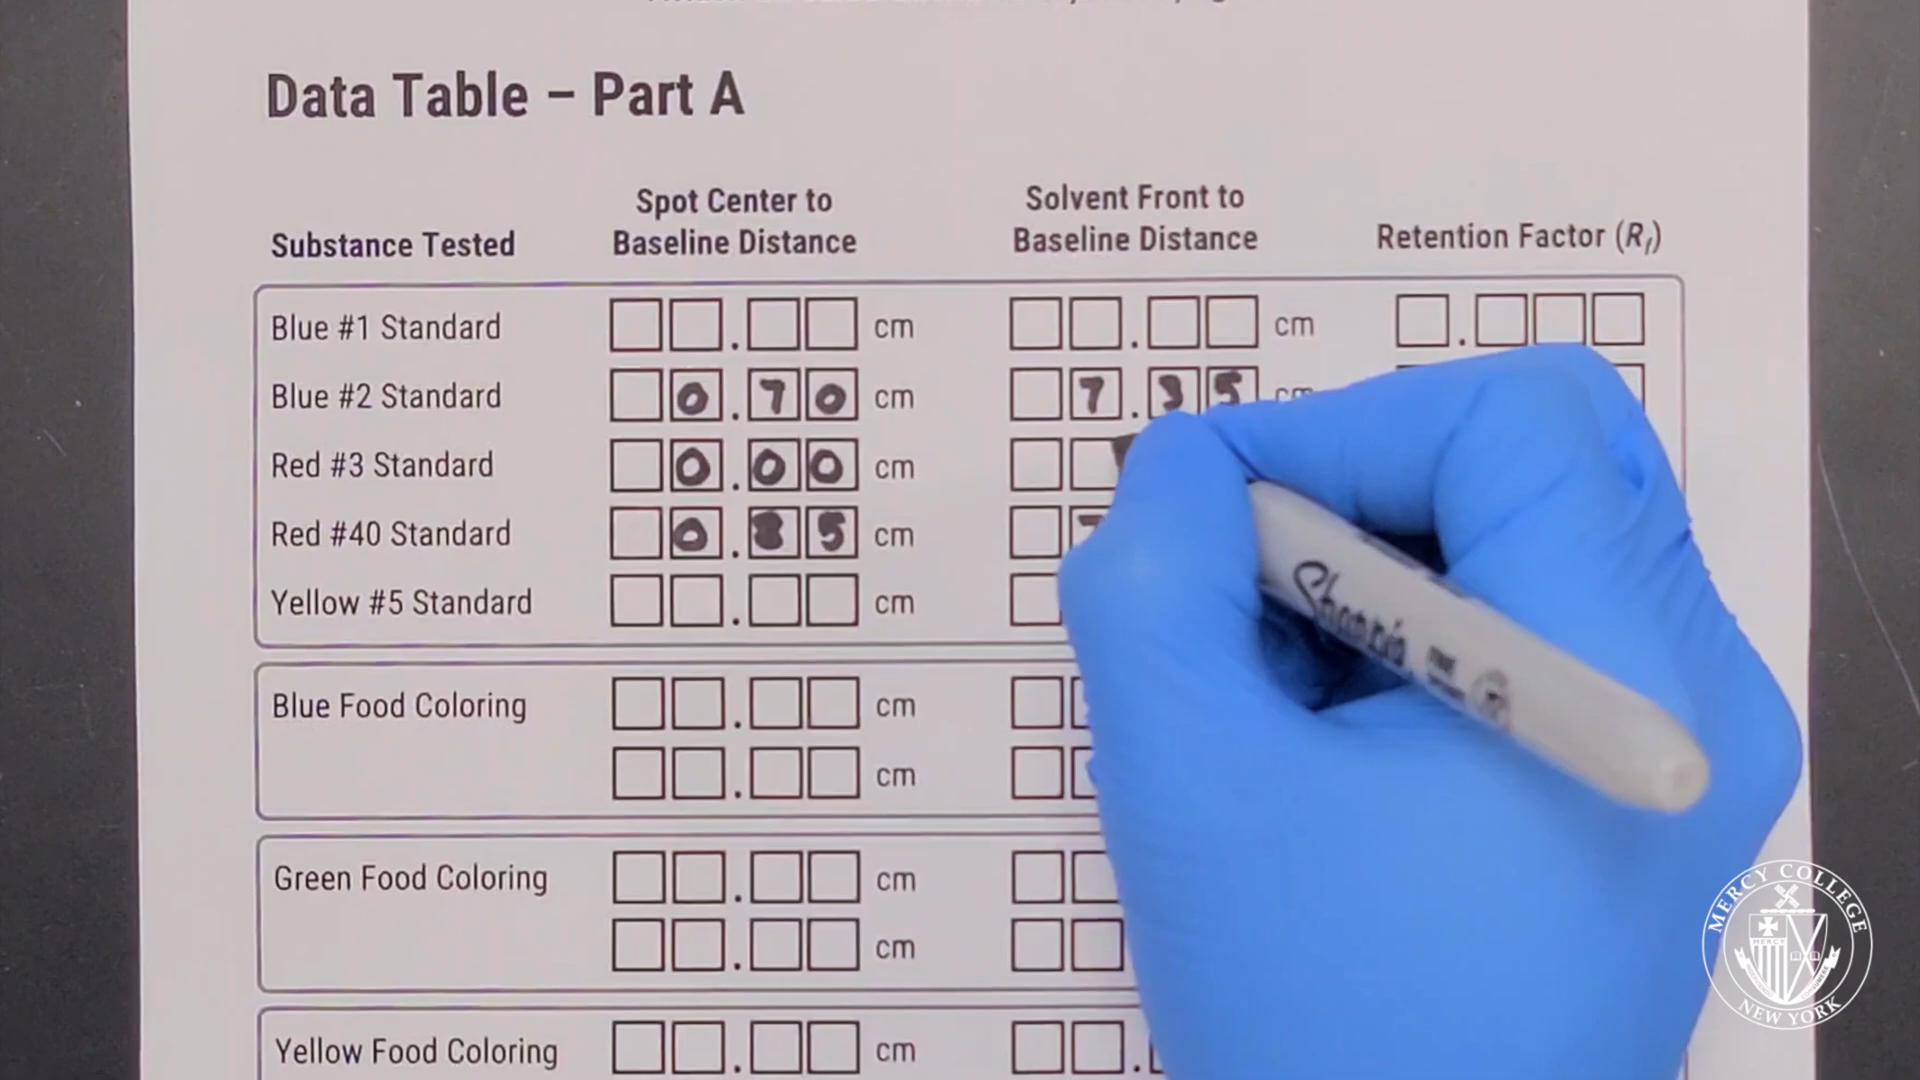 Data Table – Part A
Substance Tested
Spot Center to
Baseline Distance
Solvent Front to
Baseline Distance
Retention Factor (Rf)
Blue #1 Standard . cm . cm .
Blue #2 Standard 0.70 cm 7.35 cm
Red #3 Standard 0.00 cm
Red #40 Standard 0.85 cm
Yellow #5 Standard . cm
Blue Food Coloring . cm
. cm
Green Food Coloring . cm
. cm
Yellow Food Coloring . cm .
Sharpie
MERCY COLLEGE
MERCY
NEW YORK